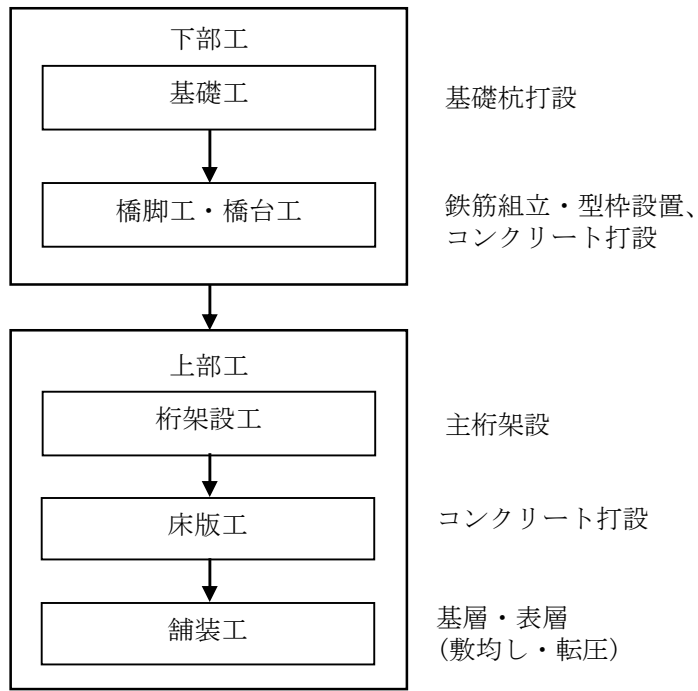 下部工
基礎工
基礎杭打設
橋脚工・橋台工
鉄筋組立・型枠設置、
コンクリート打設
上部工
桁架設工
主桁架設
床版工
コンクリート打設
舗装工
基層・表層
(敷均し・転圧)